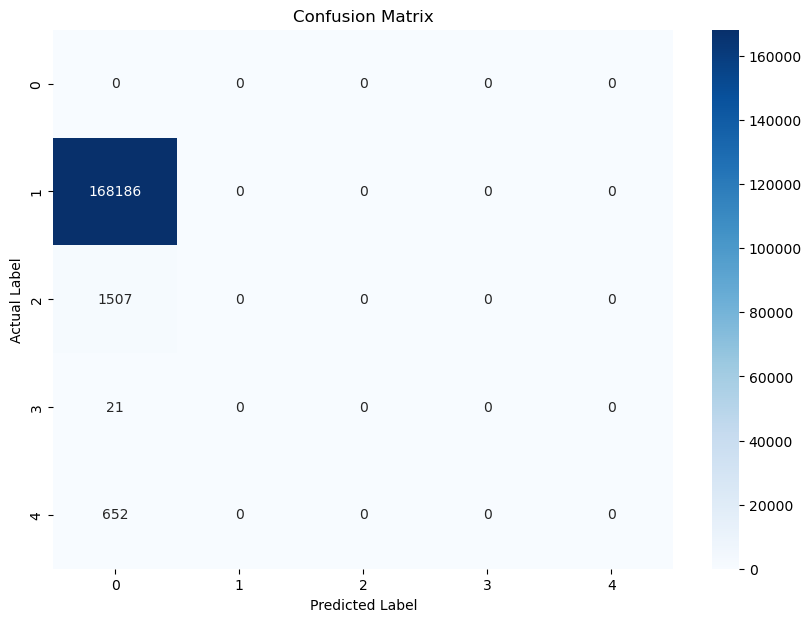 Confusion Matrix
0 0 0 0 0 0
1 168186 0 0 0 0
2 1507 0 0 0 0
3 21 0 0 0 0
4 652 0 0 0 0
0 1 2 3 4
Predicted Label
Actual Label
160000
140000
120000
100000
80000
60000
40000
20000
0